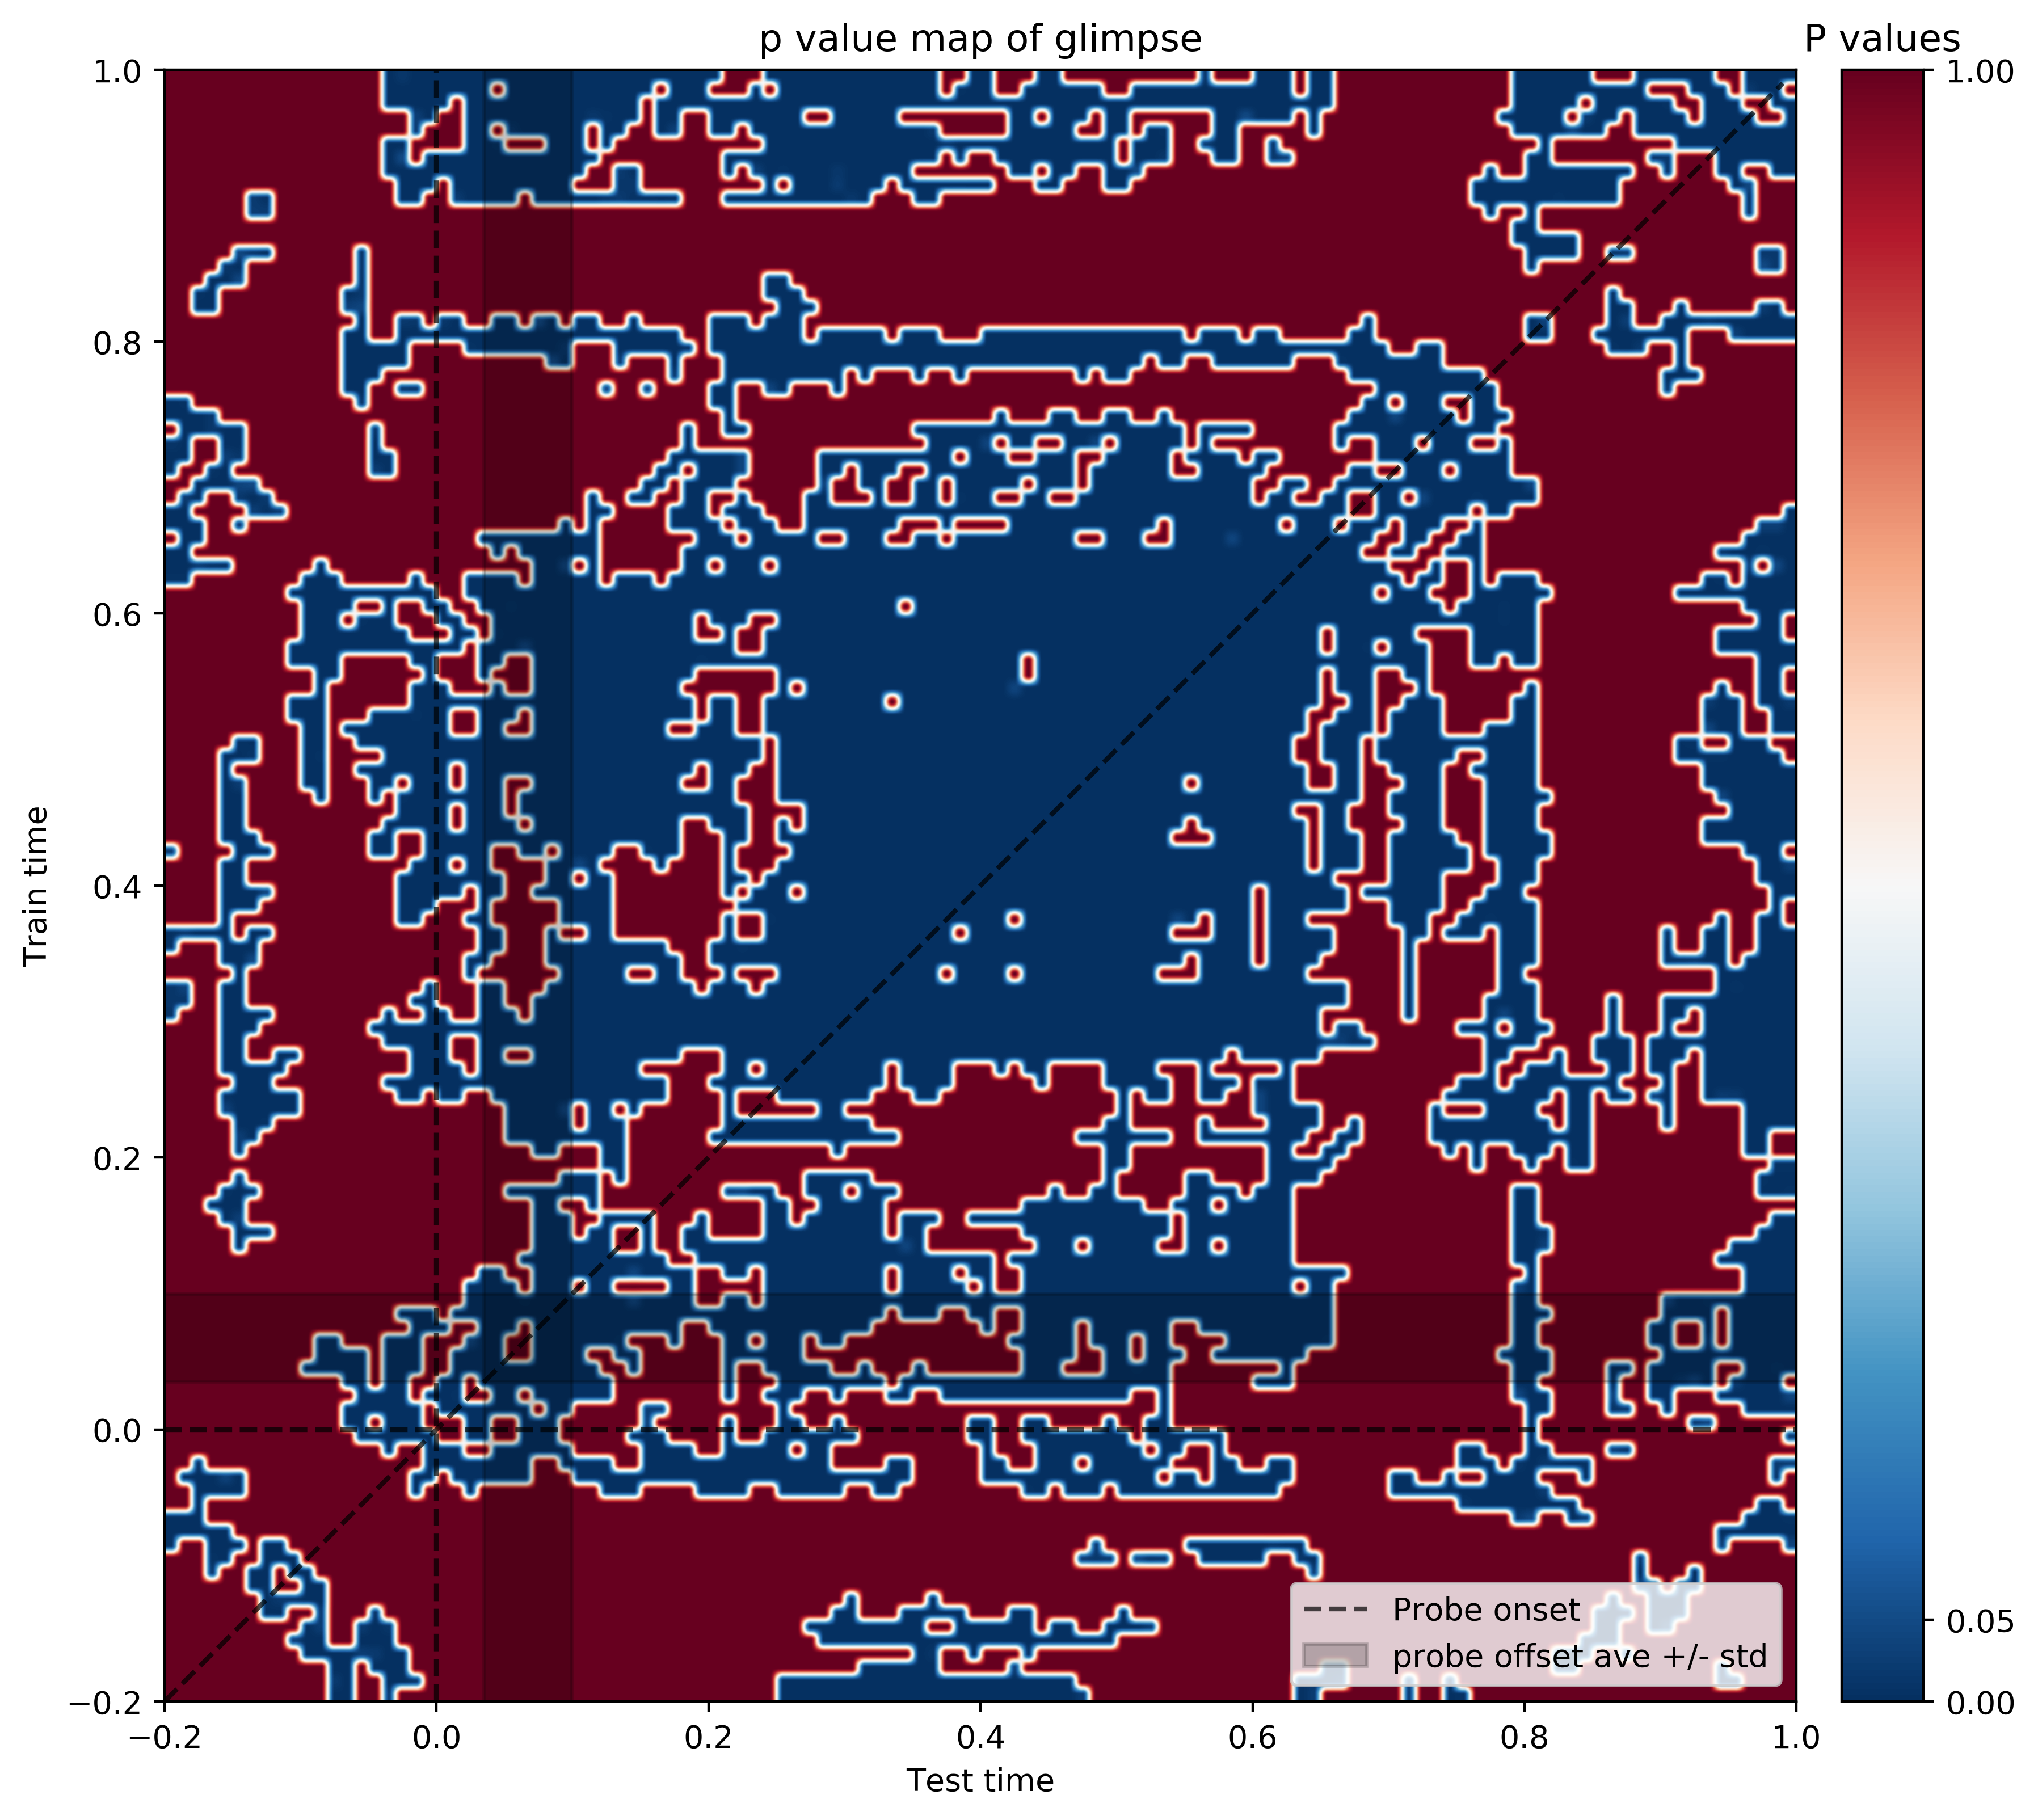 p value map of glimpse
P values
1.0
0.8
0.6
0.4
0.2
0.0
−0.2
Train time
−0.2
0.0
0.2
0.4
0.6
0.8
1.0
Test time
Probe onset
probe offset ave +/- std
1.00
0.05
0.00